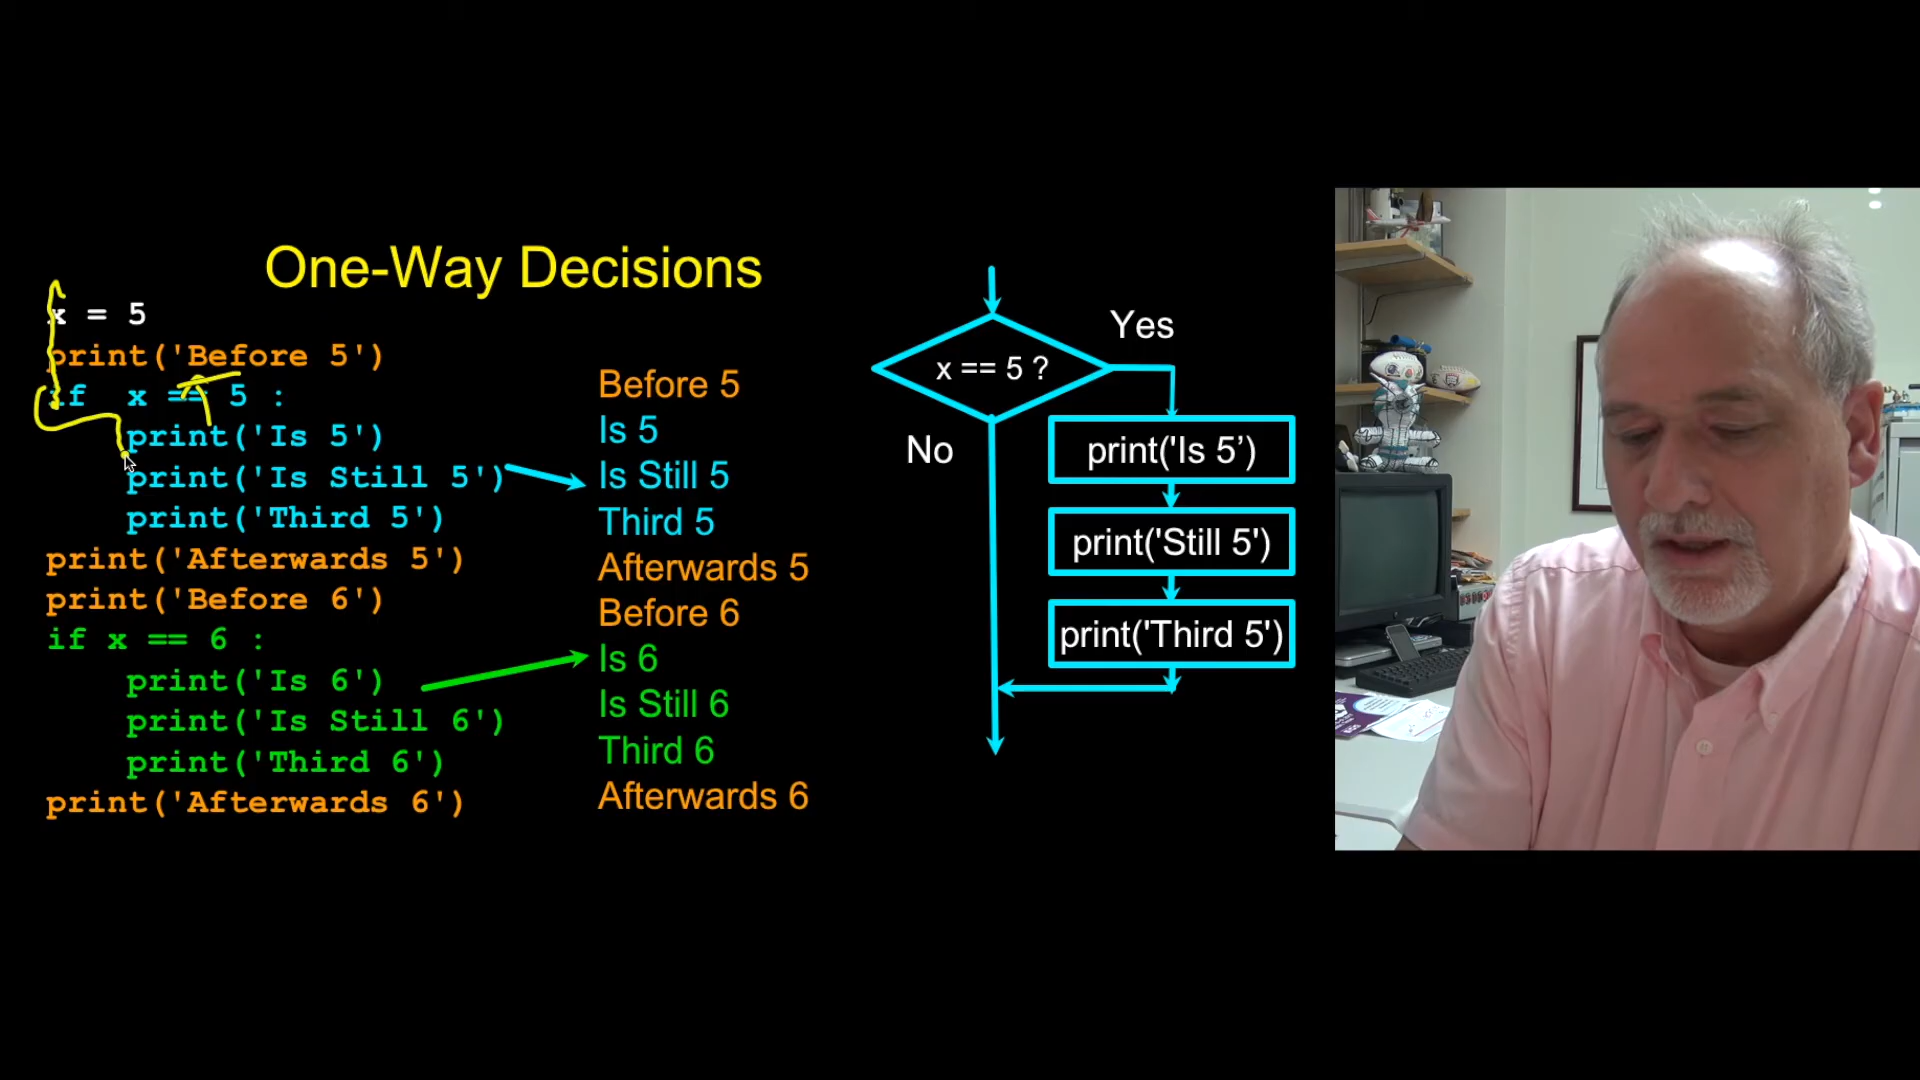 One-Way Decisions
x = 5
print('Before 5')
if  x == 5 :
    print('Is 5')
    print('Is Still 5')
    print('Third 5')
print('Afterwards 5')
print('Before 6')
if x == 6 :
    print('Is 6')
    print('Is Still 6')
    print('Third 6')
print('Afterwards 6')
Before 5
Is 5
Is Still 5
Third 5
Afterwards 5
Before 6
Is 6
Is Still 6
Third 6
Afterwards 6
x == 5 ?
Yes
No
print('Is 5’)
print('Still 5')
print('Third 5')